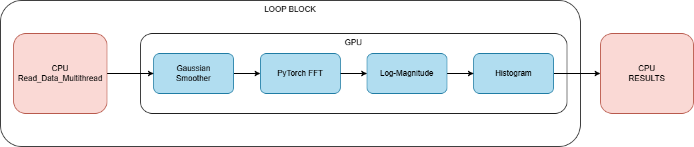 LOOP BLOCK
GPU
CPU
Read_Data_Multithread
Gaussian
Smoother
PyTorch FFT
Log-Magnitude
Histogram
CPU
RESULTS